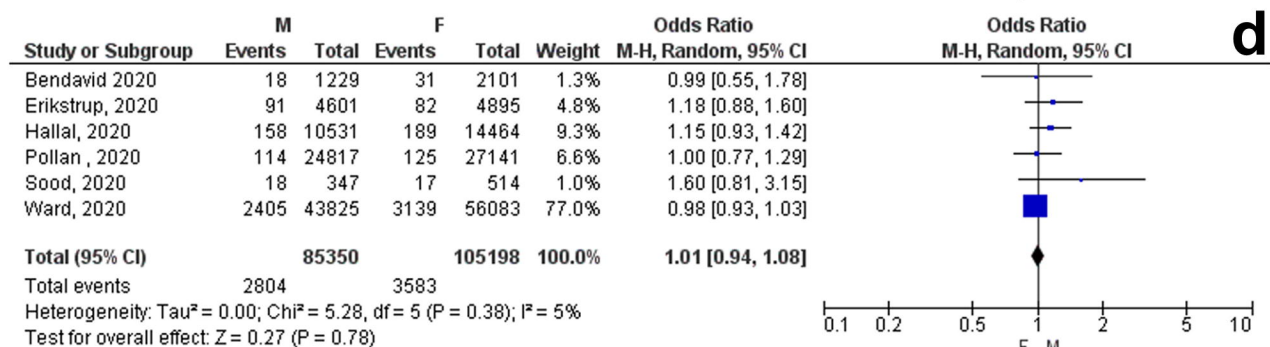 M F Odds Ratio Odds Ratio d
Study or Subgroup Events Total Events Total Weight M-H, Random, 95% CI M-H, Random, 95% CI
Bendavid 2020 18 1229 31 2101 1.3% 0.99 [0.55, 1.78]
Erikstrup, 2020 91 4601 82 4895 4.8% 1.18 [0.88, 1.60]
Hallal, 2020 158 10531 189 14464 9.3% 1.15 [0.93, 1.42]
Pollan , 2020 114 24817 125 27141 6.6% 1.00 [0.77, 1.29]
Sood, 2020 18 347 17 514 1.0% 1.60 [0.81, 3.15]
Ward, 2020 2405 43825 3139 56083 77.0% 0.98 [0.93, 1.03]
Total (95% CI) 85350 105198 100.0% 1.01 [0.94, 1.08]
Total events 2804 3583
Heterogeneity: Tau² = 0.00; Chi² = 5.28, df = 5 (P = 0.38); I² = 5%
Test for overall effect: Z = 0.27 (P = 0.78)
0.1 0.2 0.5 1 2 5 10